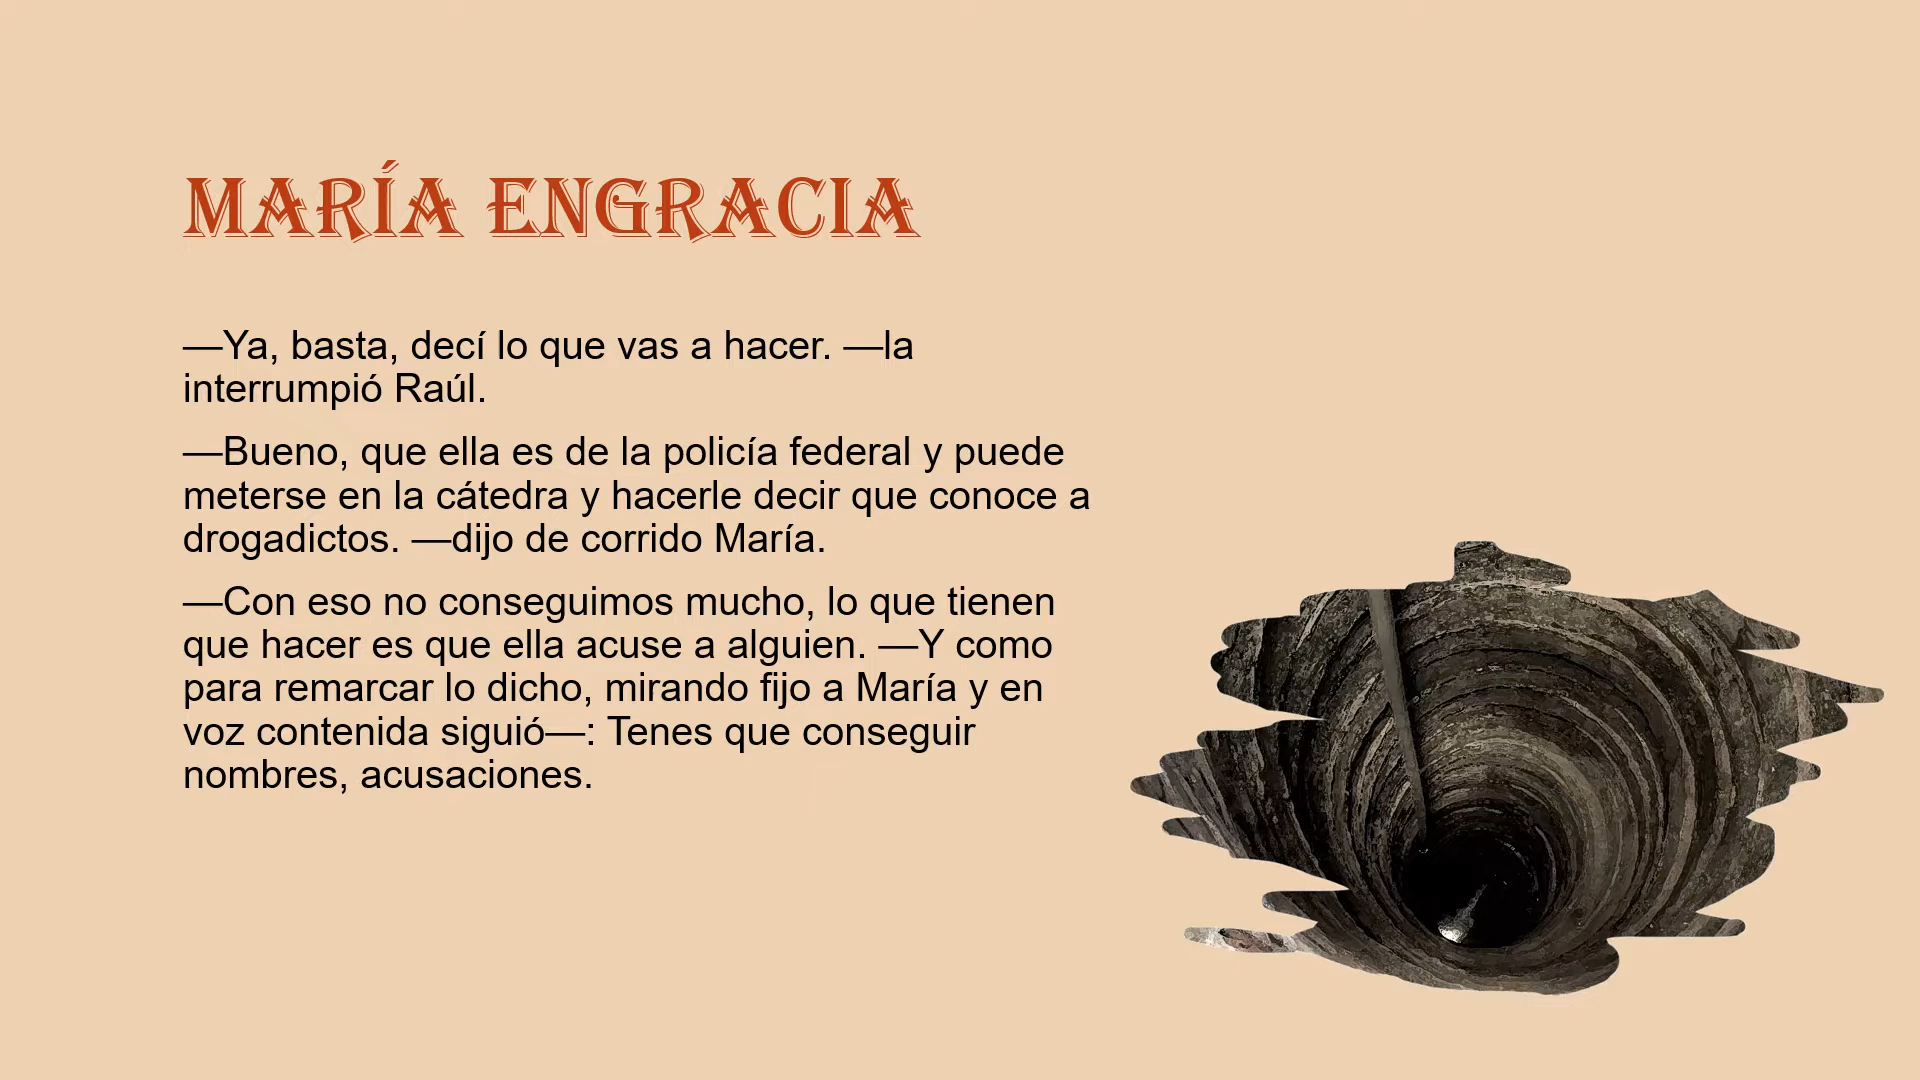 MARÍA ENGRACIA
—Ya, basta, decí lo que vas a hacer. —la
interrumpió Raúl.
—Bueno, que ella es de la policía federal y puede
meterse en la cátedra y hacerle decir que conoce a
drogadictos. —dijo de corrido María.
—Con eso no conseguimos mucho, lo que tienen
que hacer es que ella acuse a alguien. —Y como
para remarcar lo dicho, mirando fijo a María y en
voz contenida siguió—: Tenes que conseguir
nombres, acusaciones.